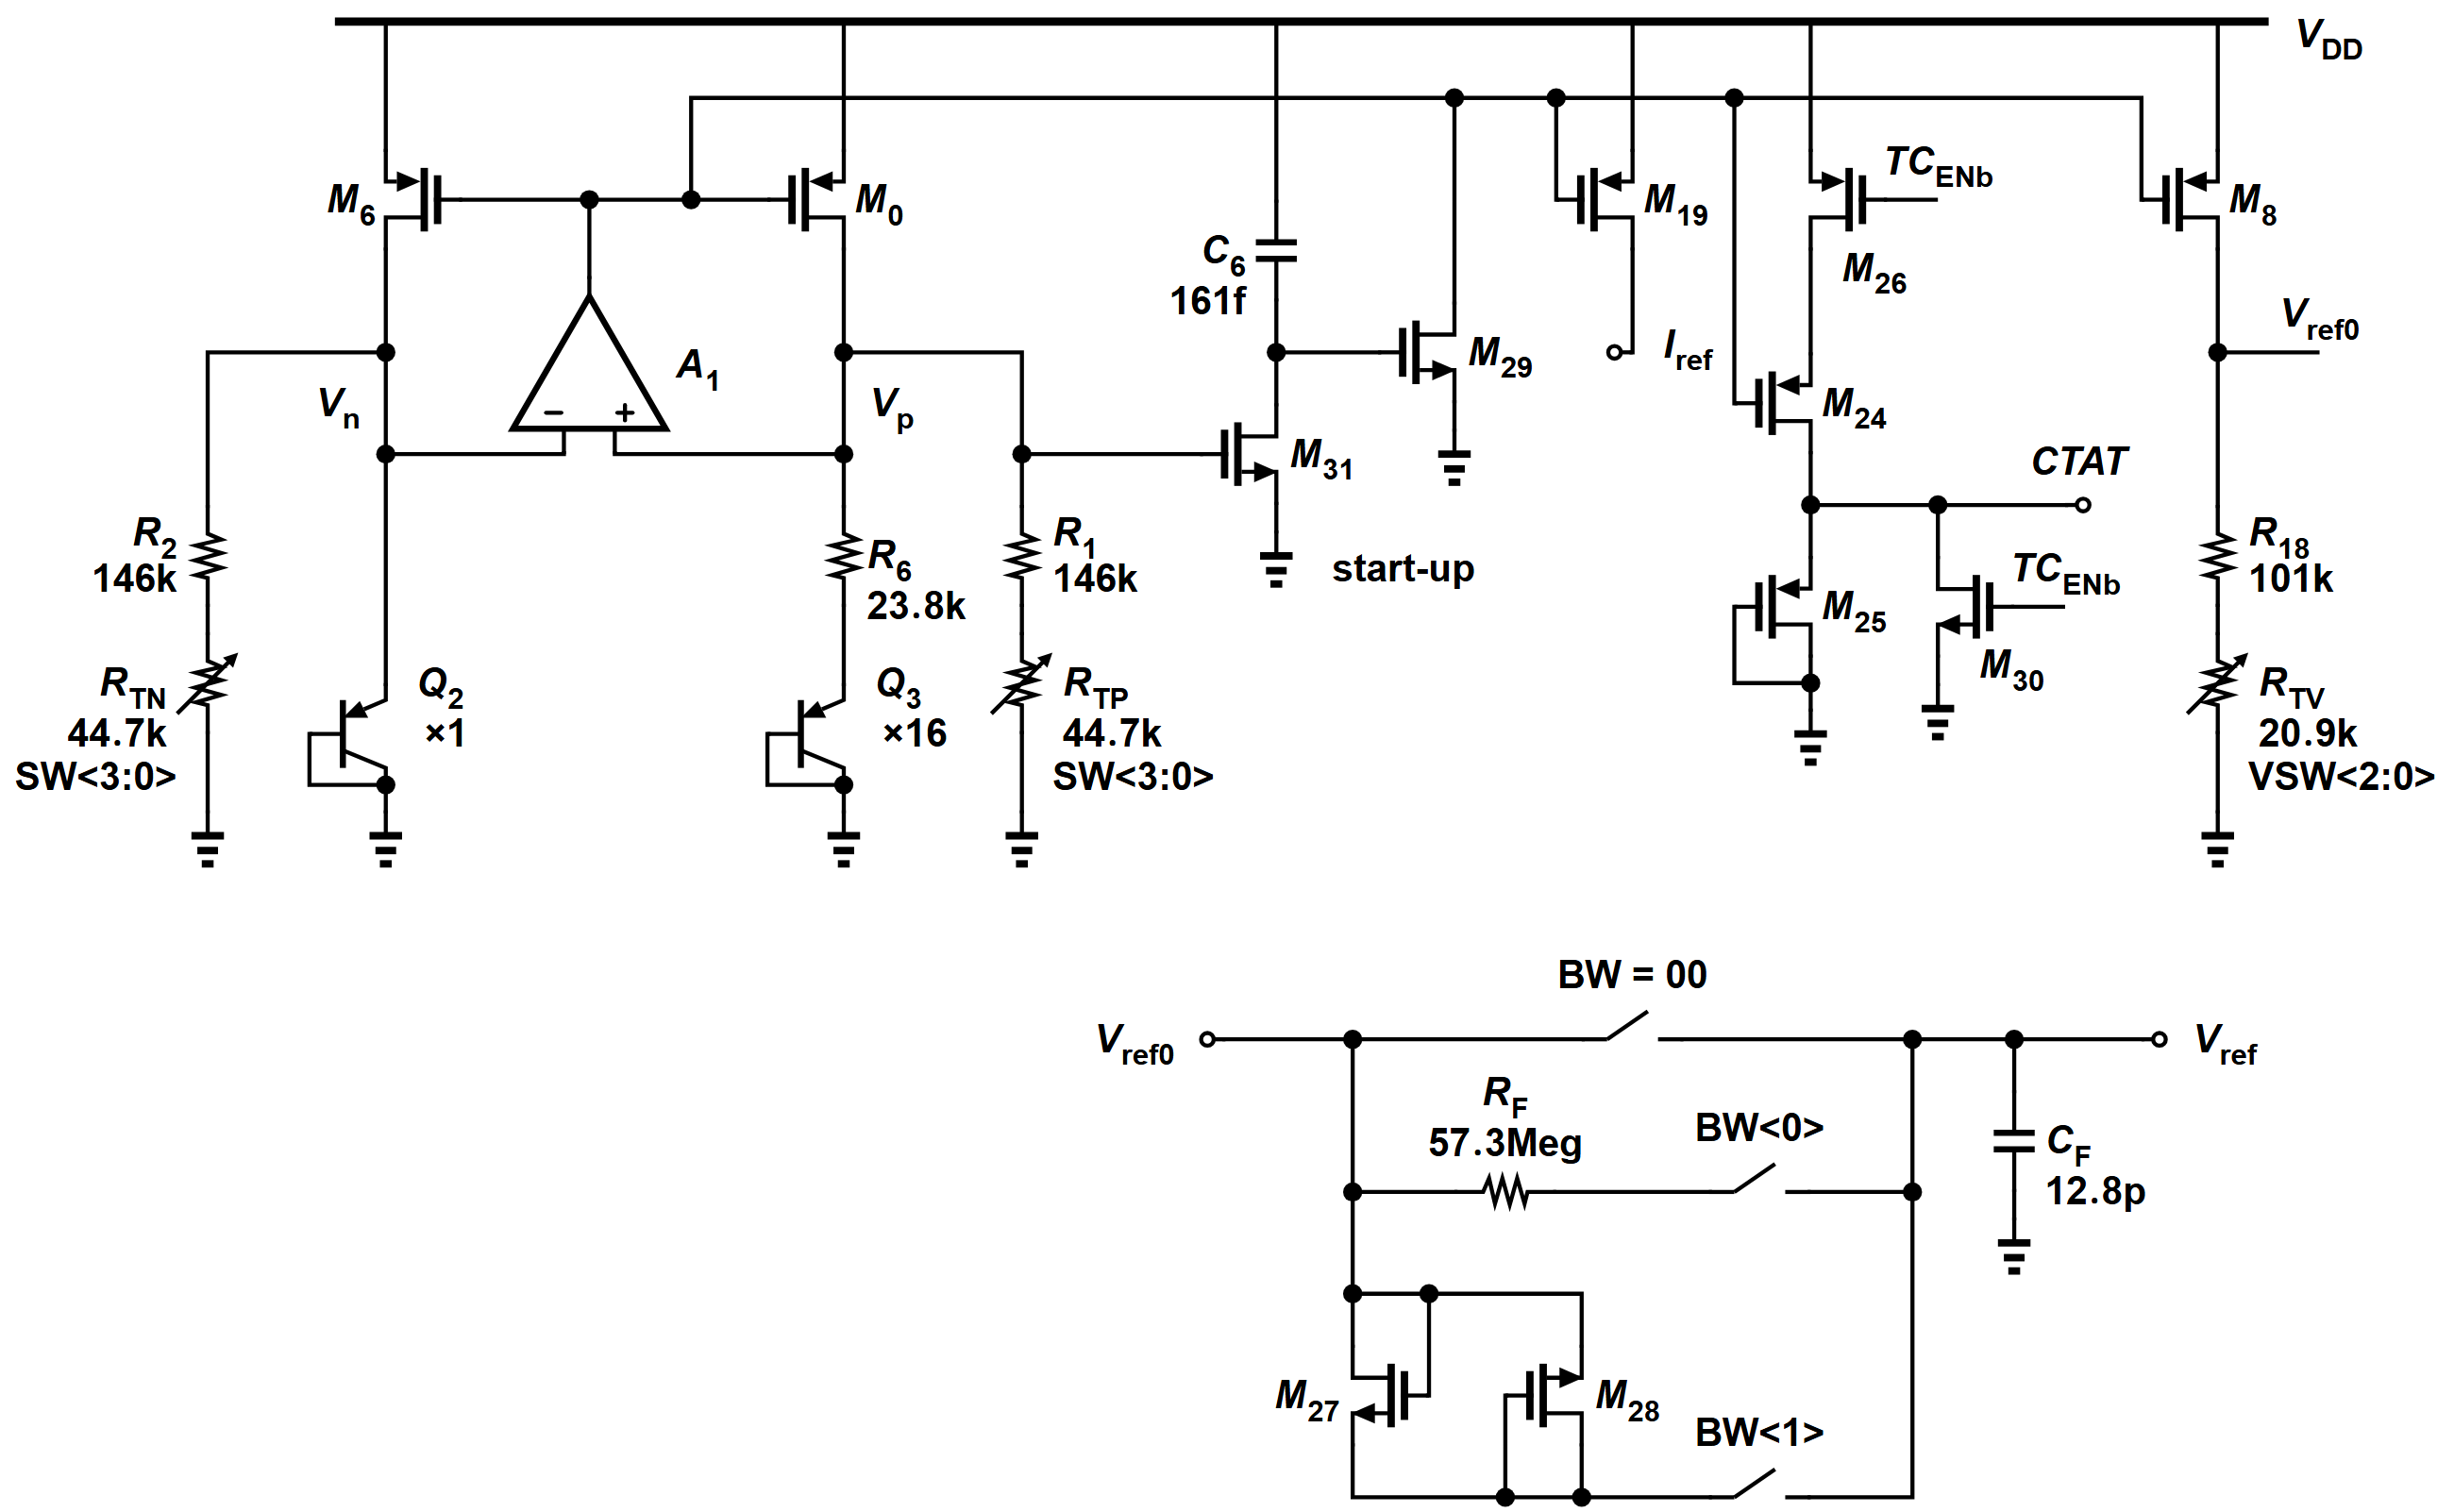 VDD
M6
M0
C6
161f
M19
TCENb
M26
M8
Vref0
Iref
M29
M24
A1
Vn
Vp
− +
M31
CTAT
R2
146k
R6
23.8k
R1
146k
start-up
M25
TCENb
M30
R18
101k
RTN
44.7k
SW<3:0>
Q2
×1
Q3
×16
RTP
44.7k
SW<3:0>
RTV
20.9k
VSW<2:0>
BW = 00
Vref0
Vref
RF
57.3Meg
BW<0>
CF
12.8p
M27
M28
BW<1>